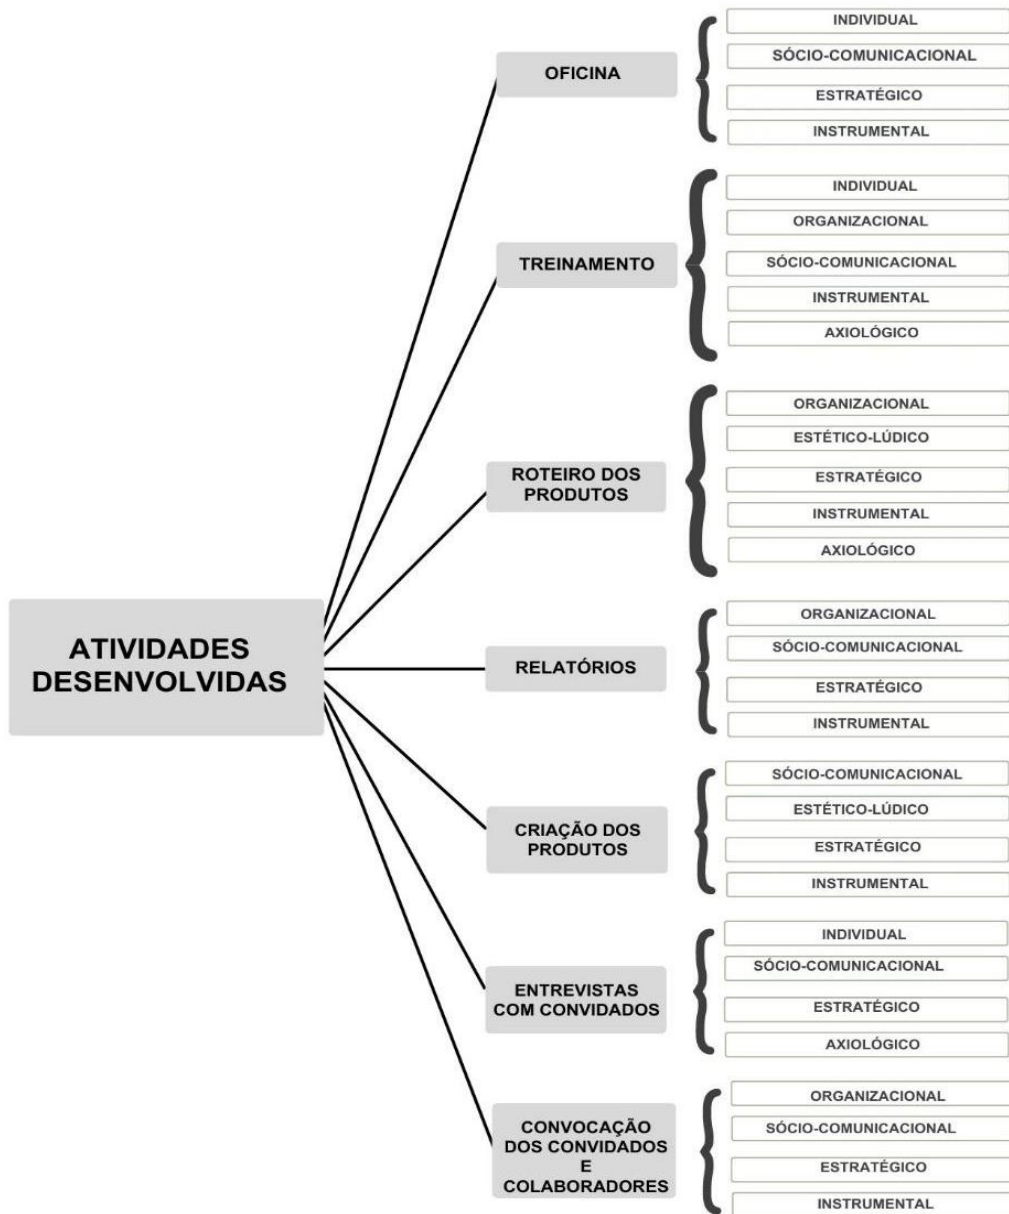 ATIVIDADES
DESENVOLVIDAS
OFICINA
INDIVIDUAL
SÓCIO-COMUNICACIONAL
ESTRATÉGICO
INSTRUMENTAL
TREINAMENTO
INDIVIDUAL
ORGANIZACIONAL
SÓCIO-COMUNICACIONAL
INSTRUMENTAL
AXIOLÓGICO
ROTEIRO DOS
PRODUTOS
ORGANIZACIONAL
ESTÉTICO-LÚDICO
ESTRATÉGICO
INSTRUMENTAL
AXIOLÓGICO
RELATÓRIOS
ORGANIZACIONAL
SÓCIO-COMUNICACIONAL
ESTRATÉGICO
INSTRUMENTAL
CRIAÇÃO DOS
PRODUTOS
SÓCIO-COMUNICACIONAL
ESTÉTICO-LÚDICO
ESTRATÉGICO
INSTRUMENTAL
ENTREVISTAS
COM CONVIDADOS
INDIVIDUAL
SÓCIO-COMUNICACIONAL
ESTRATÉGICO
AXIOLÓGICO
CONVOCAÇÃO
DOS CONVIDADOS
E
COLABORADORES
ORGANIZACIONAL
SÓCIO-COMUNICACIONAL
ESTRATÉGICO
INSTRUMENTAL